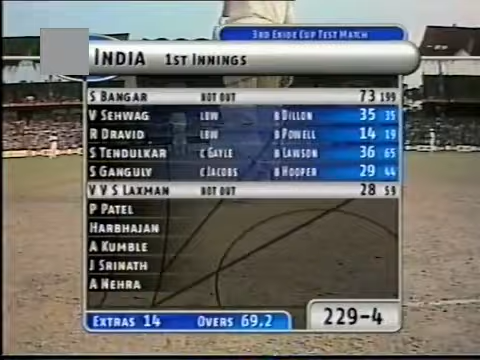 3rd Exide Cup Test Match
India 1st Innings
S Bangar not out 73 199
V Sehwag lbw b Dillon 35 35
R Dravid lbw b Powell 14 19
S Tendulkar c Gayle b Lawson 36 65
S Ganguly c Jacobs b Hooper 29 44
V V S Laxman not out 28 59
P Patel
Harbhajan
A Kumble
J Srinath
A Nehra
Extras 14 Overs 69.2 229-4